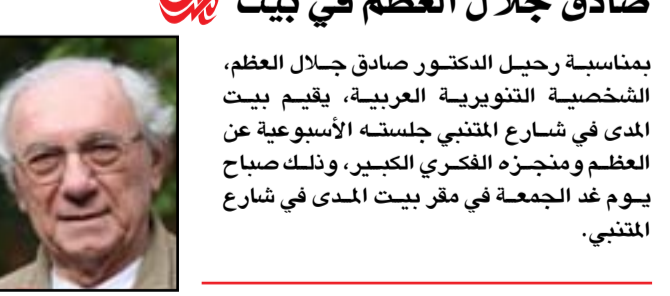 صادق جلال العظم في بيت المدى
بمناسبة رحيل الدكتور صادق جلال العظم،
الشخصية التنويرية العربية، يقيم بيت
المدى في شارع المتنبي جلسته الأسبوعية عن
العظم ومنجزه الفكري الكبير، وذلك صباح
يوم غد الجمعة في مقر بيت المدى في شارع
المتنبي.